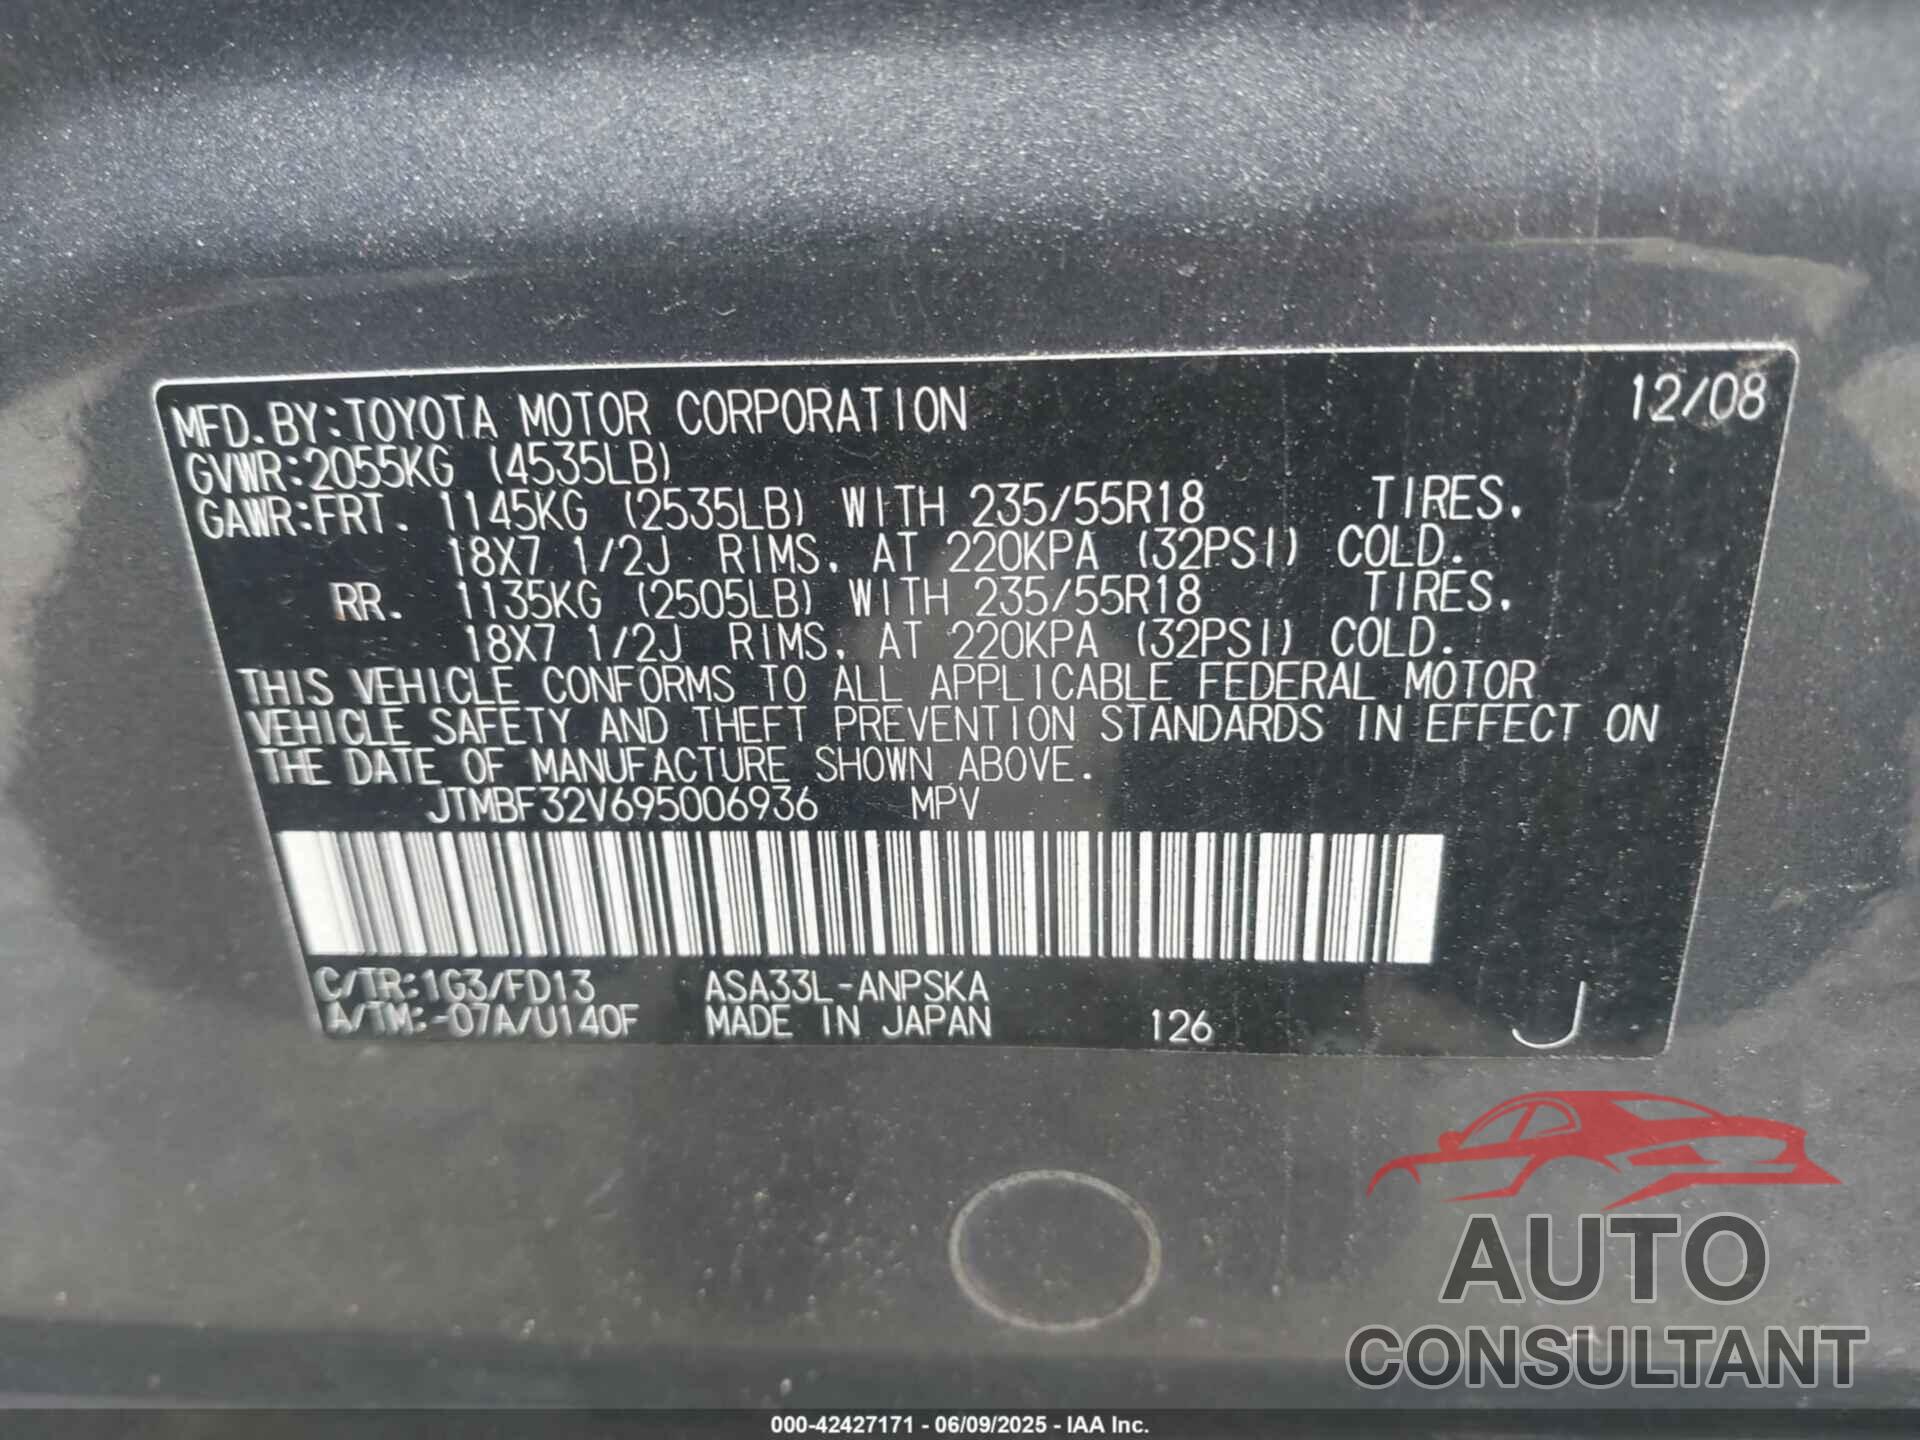 12/08
MFD. BY:TOYOTA MOTOR CORPORATION
GVWR:2055KG (4535LB)
GAWR:FRT. 1145KG (2535LB) WITH 235/55R18 TIRES,
18X7 1/2J RIMS, AT 220KPA (32PSI) COLD.
RR. 1135KG (2505LB) WITH 235/55R18 TIRES,
18X7 1/2J RIMS, AT 220KPA (32PSI) COLD.
THIS VEHICLE CONFORMS TO ALL APPLICABLE FEDERAL MOTOR
VEHICLE SAFETY AND THEFT PREVENTION STANDARDS IN EFFECT ON
THE DATE OF MANUFACTURE SHOWN ABOVE.
JTMBF32V695006936 MPV
C/TR:1G3/FD13 ASA33L-ANPSKA
A/TM:-07A/U140F MADE IN JAPAN 126 J
AUTO
CONSULTANT
000-42427171 - 06/09/2025 - IAA Inc.